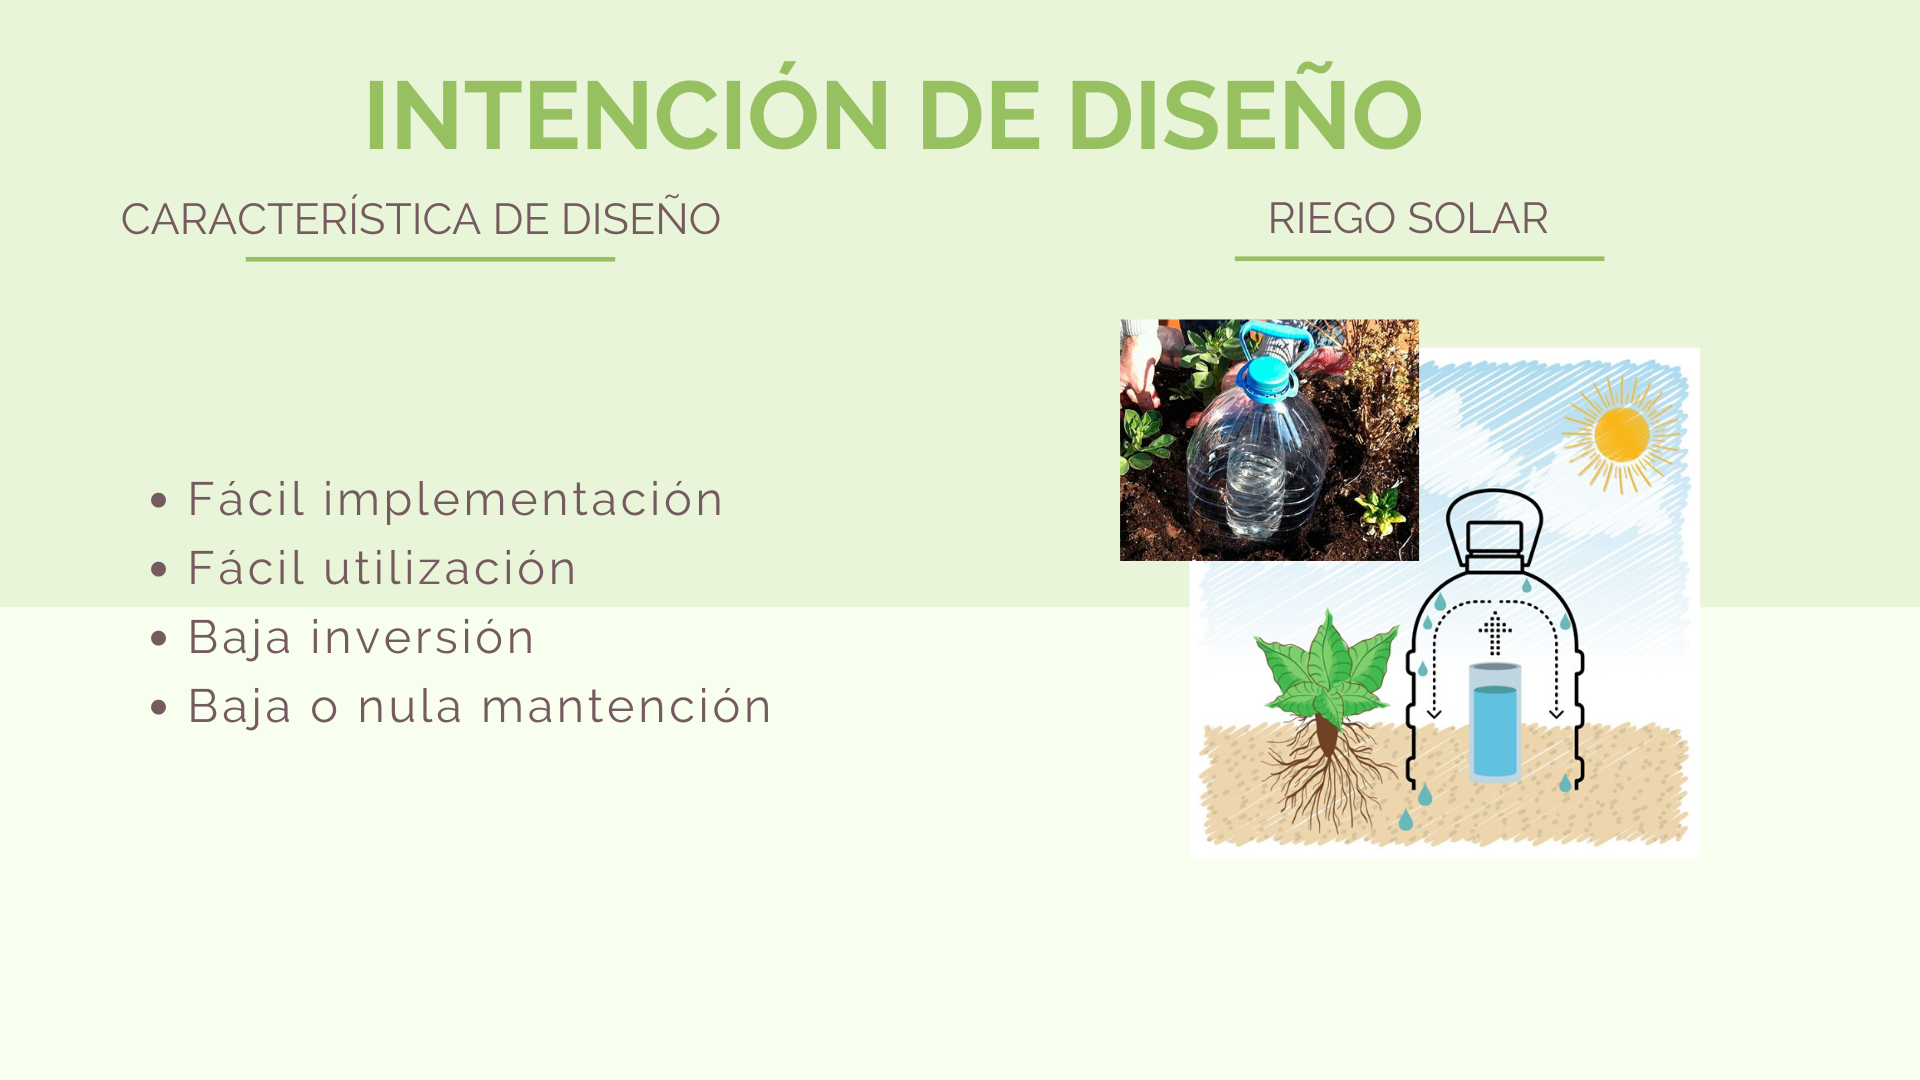 INTENCIÓN DE DISEÑO
CARACTERÍSTICA DE DISEÑO
• Fácil implementación
• Fácil utilización
• Baja inversión
• Baja o nula mantención
RIEGO SOLAR